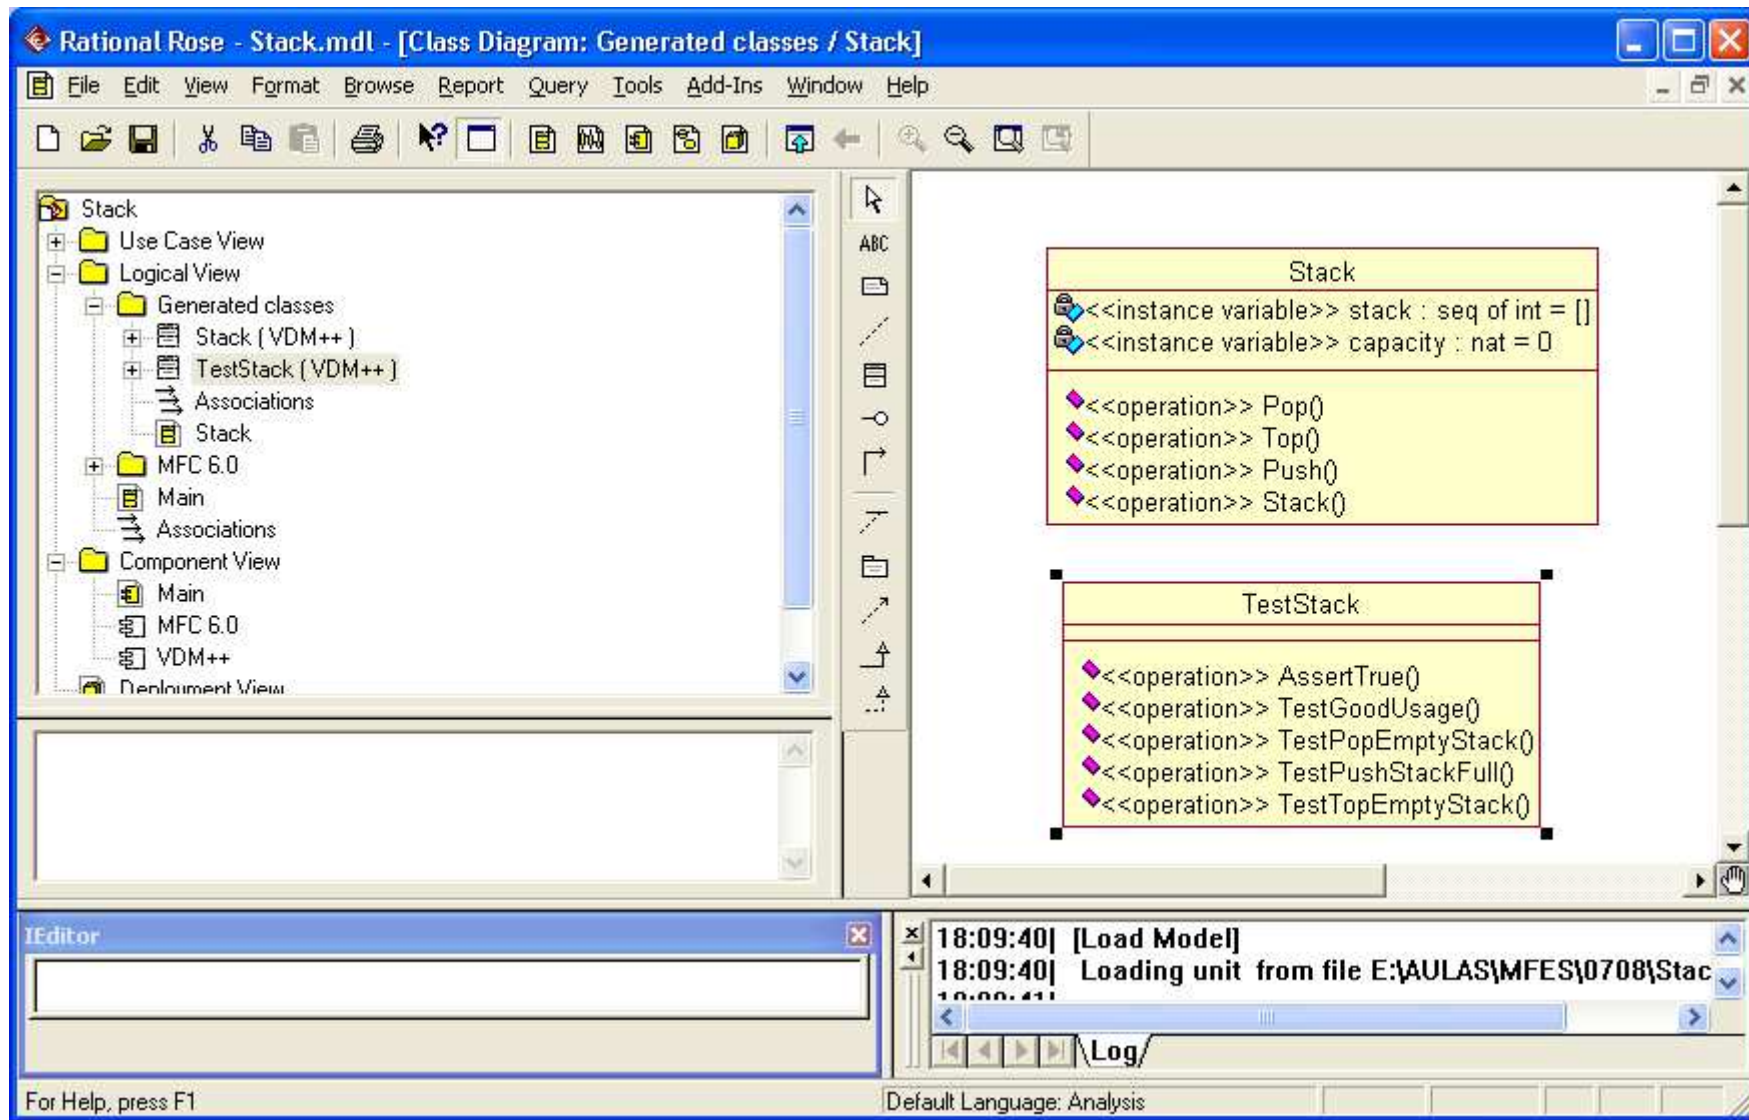 Rational Rose - Stack.mdl - [Class Diagram: Generated classes / Stack]
File Edit View Format Browse Report Query Tools Add-Ins Window Help
Stack
Use Case View
Logical View
Generated classes
Stack ( VDM++ )
TestStack ( VDM++ )
Associations
Stack
MFC 6.0
Main
Associations
Component View
Main
MFC 6.0
VDM++
Deployment View
ABC
Stack
<<instance variable>> stack : seq of int = []
<<instance variable>> capacity : nat = 0
<<operation>> Pop()
<<operation>> Top()
<<operation>> Push()
<<operation>> Stack()
TestStack
<<operation>> AssertTrue()
<<operation>> TestGoodUsage()
<<operation>> TestPopEmptyStack()
<<operation>> TestPushStackFull()
<<operation>> TestTopEmptyStack()
IEditor
18:09:40| [Load Model]
18:09:40| Loading unit from file E:\AULAS\MFES\0708\Stac
18:09:41|
Log
For Help, press F1
Default Language: Analysis